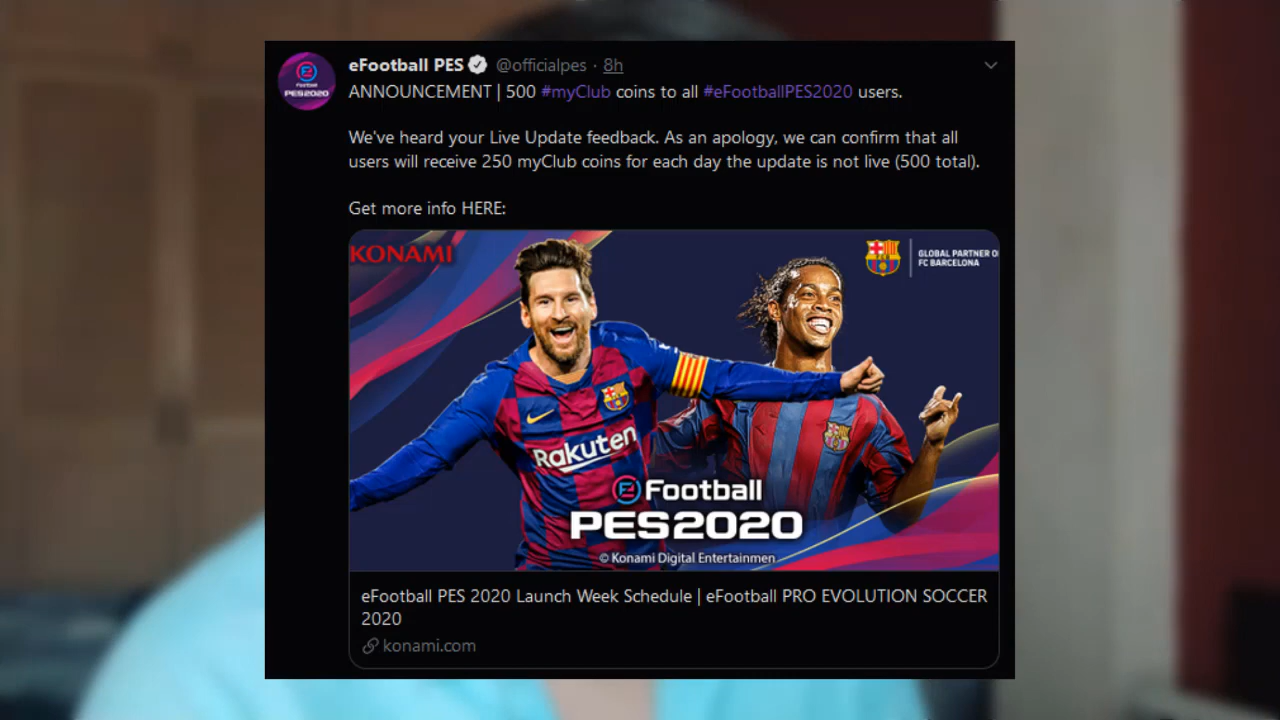 eFootball PES @officialpes · 8h
ANNOUNCEMENT | 500 #myClub coins to all #eFootballPES2020 users.
We've heard your Live Update feedback. As an apology, we can confirm that all
users will receive 250 myClub coins for each day the update is not live (500 total).
Get more info HERE:
KONAMI
GLOBAL PARTNER O
FC BARCELONA
Rakuten
eFootball
PES2020
© Konami Digital Entertainmen
eFootball PES 2020 Launch Week Schedule | eFootball PRO EVOLUTION SOCCER
2020
konami.com
Football
PES2020